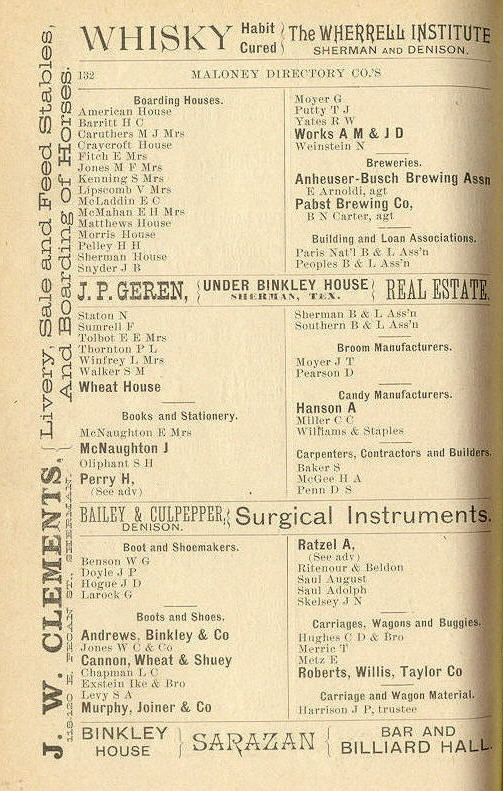 WHISKY Habit Cured { The WHERRELL INSTITUTE
SHERMAN AND DENISON.
132 MALONEY DIRECTORY CO.'S
J. W. CLEMENTS, { Livery, Sale and Feed Stables,
And Boarding of Horses.
PECAN ST., SHERMAN.
Boarding Houses.
American House
Barritt H C
Caruthers M J Mrs
Craycroft House
Fitch E Mrs
Jones M F Mrs
Kenning S Mrs
Lipscomb V Mrs
McLaddin E C
McMahan E H Mrs
Matthews House
Morris House
Pelley H H
Sherman House
Snyder J B
Moyer G
Putty T J
Yates R W
Works A M & J D
Weinstein N
Breweries.
Anheuser-Busch Brewing Assn
E Arnoldi, agt
Pabst Brewing Co,
B N Carter, agt
Building and Loan Associations.
Paris Nat'l B & L Ass'n
Peoples B & L Ass'n
J. P. GEREN, { UNDER BINKLEY HOUSE { REAL ESTATE.
SHERMAN, TEX.
Staton N
Sumrell F
Tolbot E E Mrs
Thornton P L
Winfrey L Mrs
Walker S M
Wheat House
Books and Stationery.
McNaughton E Mrs
McNaughton J
Oliphant S H
Perry H,
(See adv)
Sherman B & L Ass'n
Southern B & L Ass'n
Broom Manufacturers.
Moyer J T
Pearson D
Candy Manufacturers.
Hanson A
Miller C C
Williams & Staples
Carpenters, Contractors and Builders.
Baker S
McGee H A
Penn D S
BAILEY & CULPEPPER, { Surgical Instruments.
DENISON.
Boot and Shoemakers.
Benson W G
Doyle J P
Hogue J D
Larock G
Boots and Shoes.
Andrews, Binkley & Co
Jones W C & Co
Cannon, Wheat & Shuey
Chapman L C
Exstein Ike & Bro
Levy S A
Murphy, Joiner & Co
Ratzel A,
(See adv)
Ritenour & Beldon
Saul August
Saul Adolph
Skelsey J N
Carriages, Wagons and Buggies.
Hughes C D & Bro
Merric T
Metz E
Roberts, Willis, Taylor Co
Carriage and Wagon Material.
Harrison J P, trustee
BINKLEY HOUSE } SARAZAN { BAR AND BILLIARD HALL.